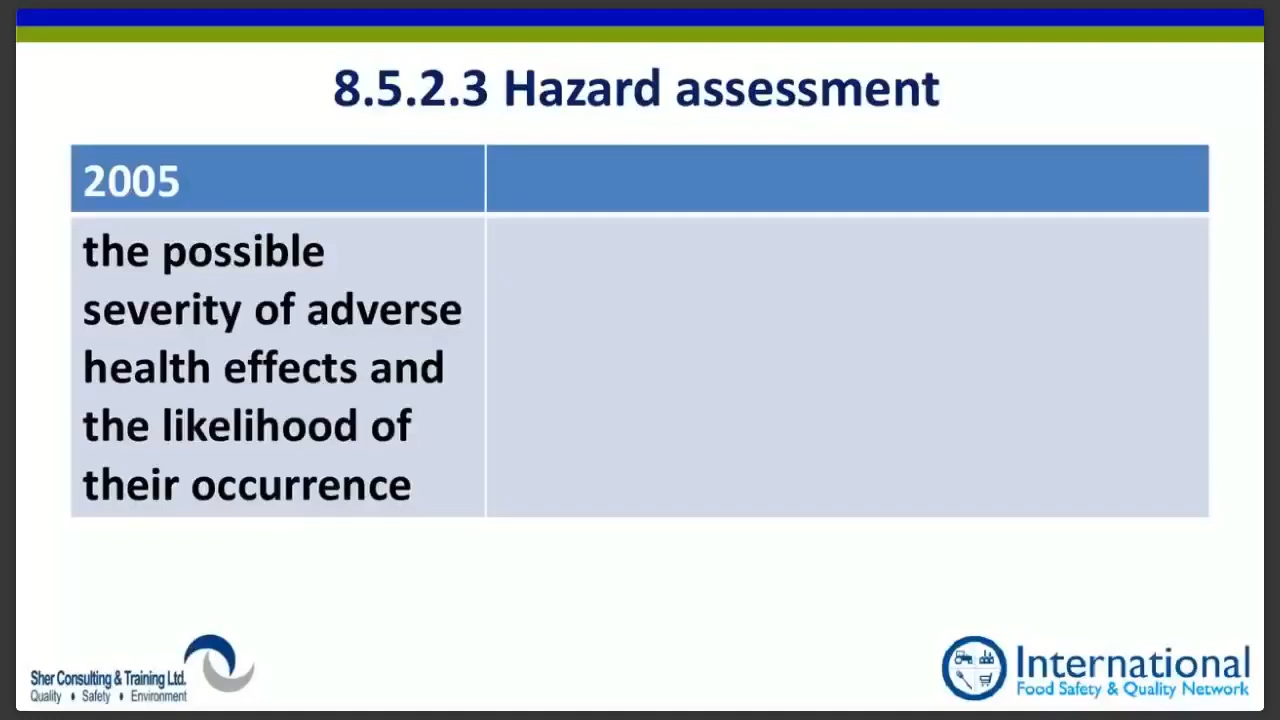 8.5.2.3 Hazard assessment
2005
the possible
severity of adverse
health effects and
the likelihood of
their occurrence
Sher Consulting & Training Ltd.
Quality • Safety • Environment
International
Food Safety & Quality Network